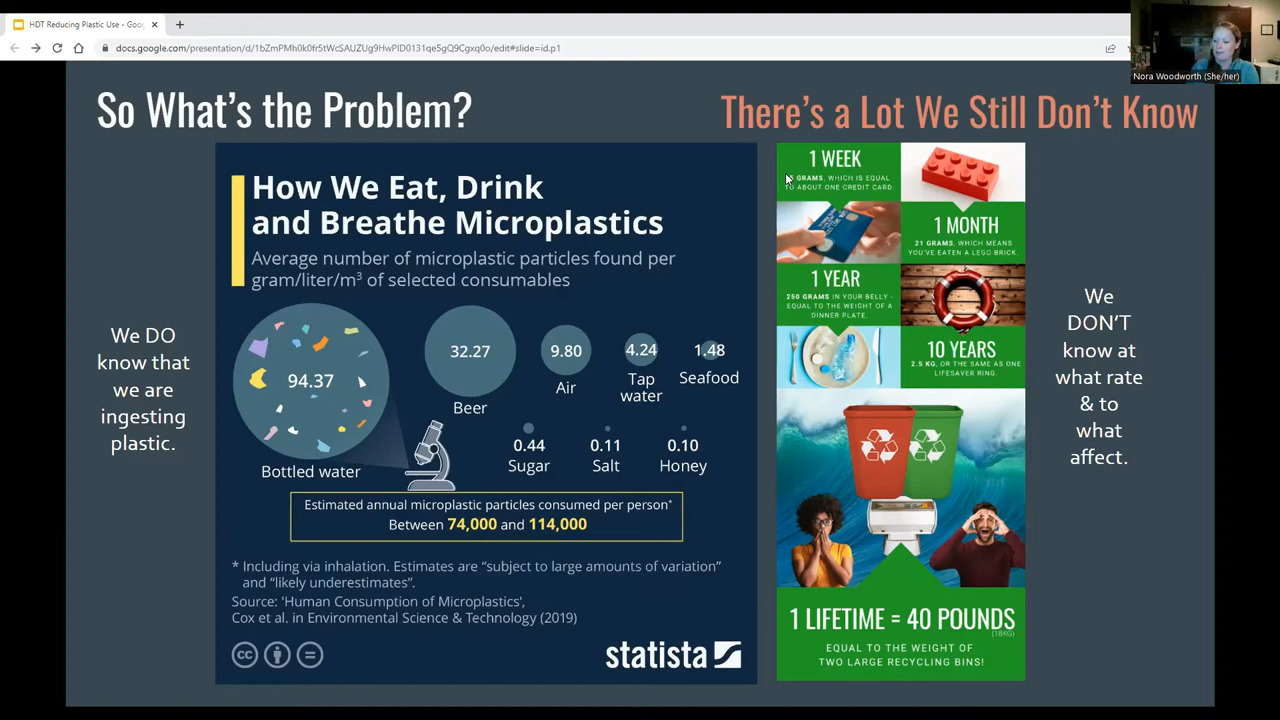 HDT Reducing Plastic Use - Goo
docs.google.com/presentation/d/1bZmPMh0k0fr5tWcSAUZUg9HwPlD0131qe5gQ9Cgxq0o/edit#slide=id.p1
Nora Woodworth (She/her)
So What's the Problem?
There's a Lot We Still Don't Know
We DO
know that
we are
ingesting
plastic.
How We Eat, Drink
and Breathe Microplastics
Average number of microplastic particles found per
gram/liter/m³ of selected consumables
94.37
Bottled water
32.27
Beer
9.80
Air
4.24
Tap
water
1.48
Seafood
0.44
Sugar
0.11
Salt
0.10
Honey
Estimated annual microplastic particles consumed per person*
Between 74,000 and 114,000
* Including via inhalation. Estimates are "subject to large amounts of variation"
and "likely underestimates".
Source: 'Human Consumption of Microplastics',
Cox et al. in Environmental Science & Technology (2019)
cc
statista
1 WEEK
GRAMS, WHICH IS EQUAL
TO ABOUT ONE CREDIT CARD.
1 MONTH
21 GRAMS, WHICH MEANS
YOU'VE EATEN A LEGO BRICK.
1 YEAR
250 GRAMS IN YOUR BELLY -
EQUAL TO THE WEIGHT OF A
DINNER PLATE.
10 YEARS
2.5 KG, OR THE SAME AS ONE
LIFESAVER RING.
1 LIFETIME = 40 POUNDS
(18KG)
EQUAL TO THE WEIGHT OF
TWO LARGE RECYCLING BINS!
We
DON'T
know at
what rate
& to
what
affect.